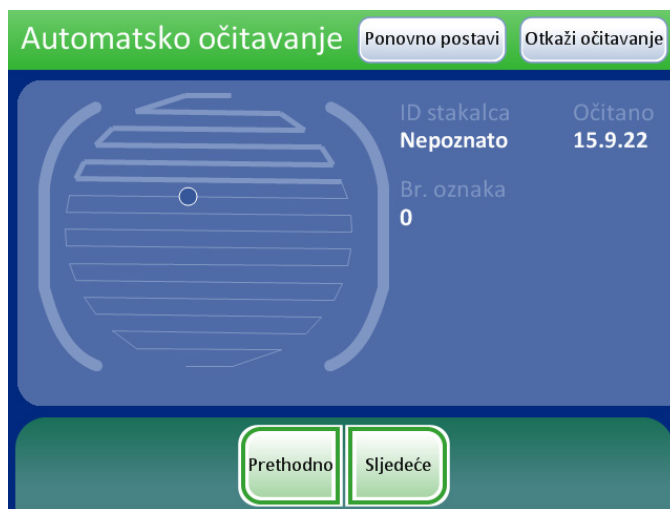 Automatsko očitavanje
Ponovno postavi
Otkaži očitavanje
ID stakalca
Očitano
Nepoznato
15.9.22
Br. oznaka
0
Prethodno
Sljedeće